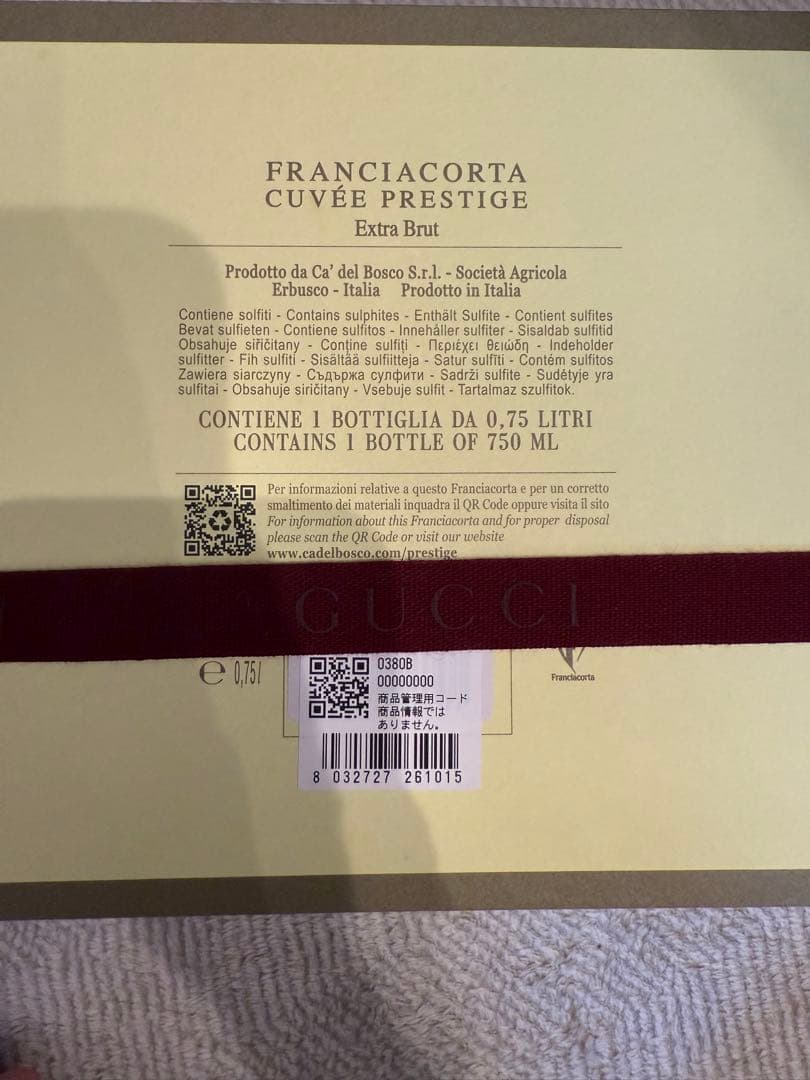 FRANCIACORTA
CUVÉE PRESTIGE
Extra Brut
Prodotto da Ca' del Bosco S.r.l. - Società Agricola
Erbusco - Italia Prodotto in Italia
Contiene solfiti - Contains sulphites - Enthält Sulfite - Contient sulfites
Bevat sulfieten - Contiene sulfitos - Innehåller sulfiter - Sisaldab sulfitid
Obsahuje siřičitany - Conţine sulfiţi - Περιέχει θειώδη - Indeholder
sulfitter - Fih sulfiti - Sisältää sulfiitteja - Satur sulfīti - Contém sulfitos
Zawiera siarczyny - Съдържа сулфити - Sadrži sulfite - Sudėtyje yra
sulfitai - Obsahuje siričitany - Vsebuje sulfit - Tartalmaz szulfitok.
CONTIENE 1 BOTTIGLIA DA 0,75 LITRI
CONTAINS 1 BOTTLE OF 750 ML
Per informazioni relative a questo Franciacorta e per un corretto
smaltimento dei materiali inquadra il QR Code oppure visita il sito
For information about this Franciacorta and for proper disposal
please scan the QR Code or visit our website
www.cadelbosco.com/prestige
GUCCI
e 0,75l
0380B
00000000
商品管理用コード
商品情報では
ありません。
8 032727 261015
Franciacorta